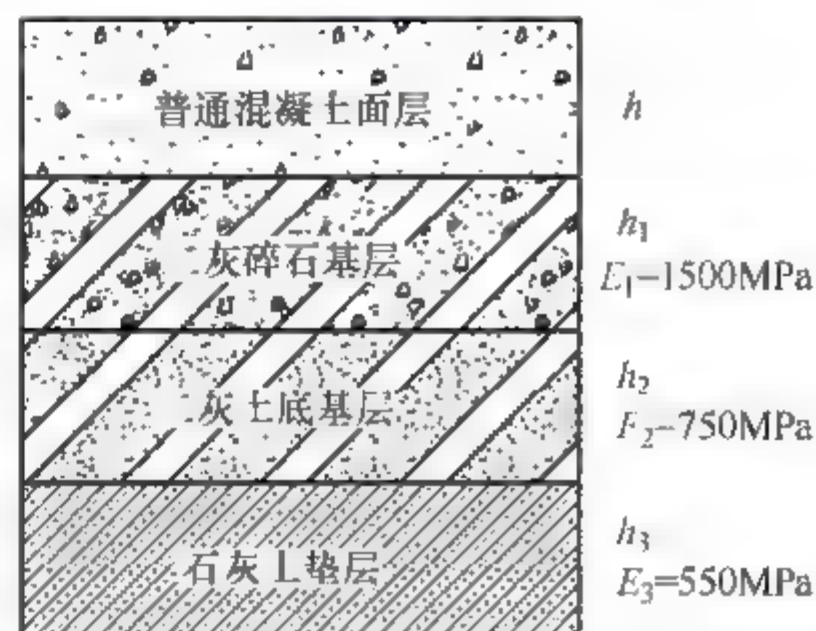 普通混凝土面层
h
灰碎石基层
h₁
E₁=1500MPa
灰土底基层
h₂
E₂=750MPa
石灰土垫层
h₃
E₃=550MPa